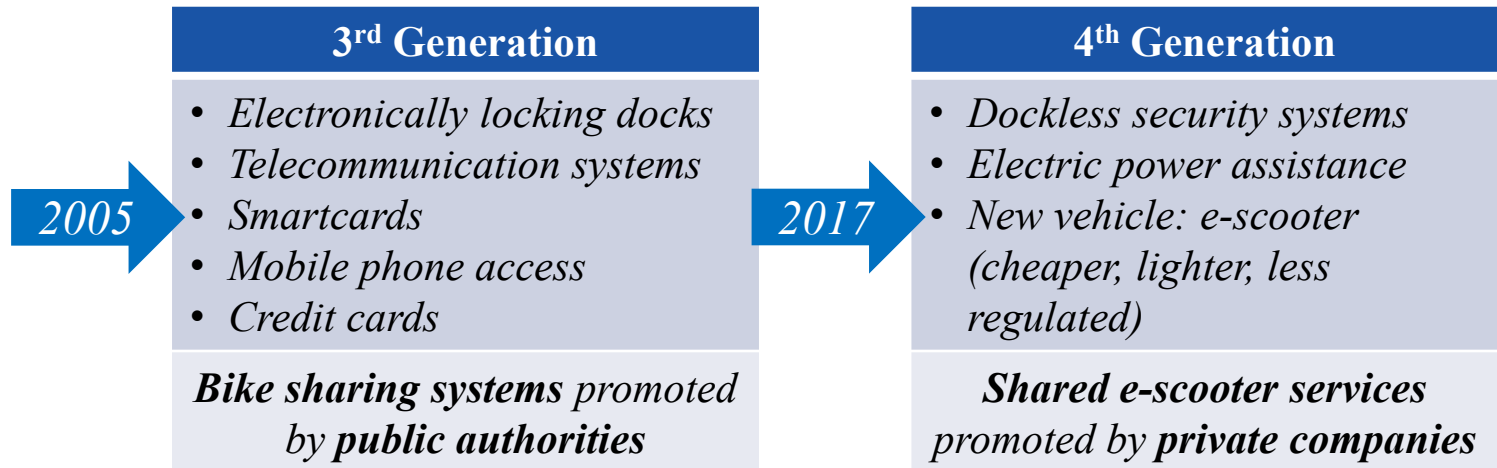 2005
3rd Generation
• Electronically locking docks
• Telecommunication systems
• Smartcards
• Mobile phone access
• Credit cards
Bike sharing systems promoted
by public authorities
2017
4th Generation
• Dockless security systems
• Electric power assistance
• New vehicle: e-scooter
(cheaper, lighter, less
regulated)
Shared e-scooter services
promoted by private companies